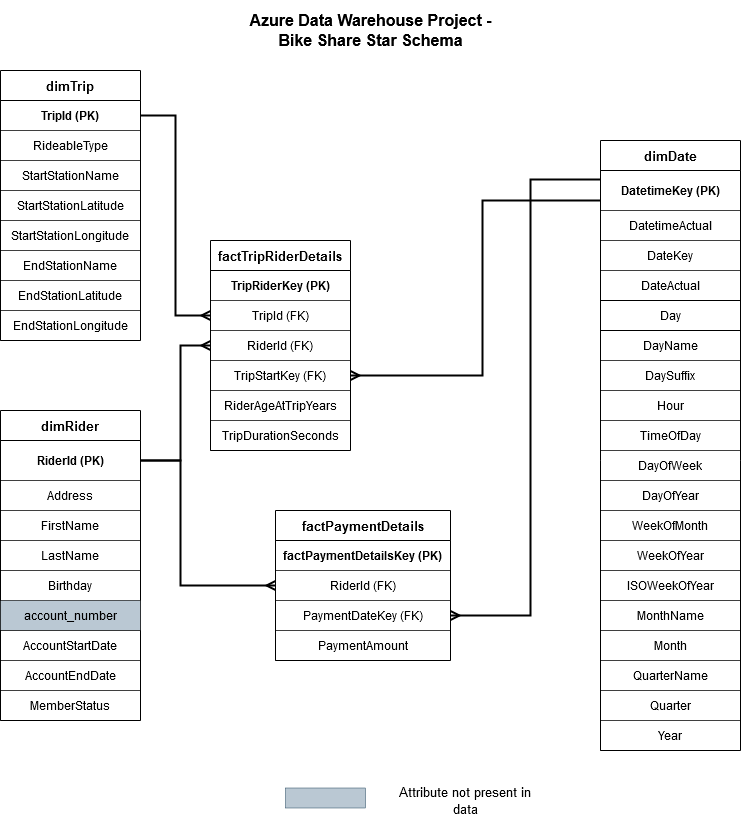 Azure Data Warehouse Project -
Bike Share Star Schema
dimTrip
TripId (PK)
RideableType
StartStationName
StartStationLatitude
StartStationLongitude
EndStationName
EndStationLatitude
EndStationLongitude
factTripRiderDetails
TripRiderKey (PK)
TripId (FK)
RiderId (FK)
TripStartKey (FK)
RiderAgeAtTripYears
TripDurationSeconds
dimDate
DatetimeKey (PK)
DatetimeActual
DateKey
DateActual
Day
DayName
DaySuffix
Hour
TimeOfDay
DayOfWeek
DayOfYear
WeekOfMonth
WeekOfYear
ISOWeekOfYear
MonthName
Month
QuarterName
Quarter
Year
dimRider
RiderId (PK)
Address
FirstName
LastName
Birthday
account_number
AccountStartDate
AccountEndDate
MemberStatus
factPaymentDetails
factPaymentDetailsKey (PK)
RiderId (FK)
PaymentDateKey (FK)
PaymentAmount
Attribute not present in
data